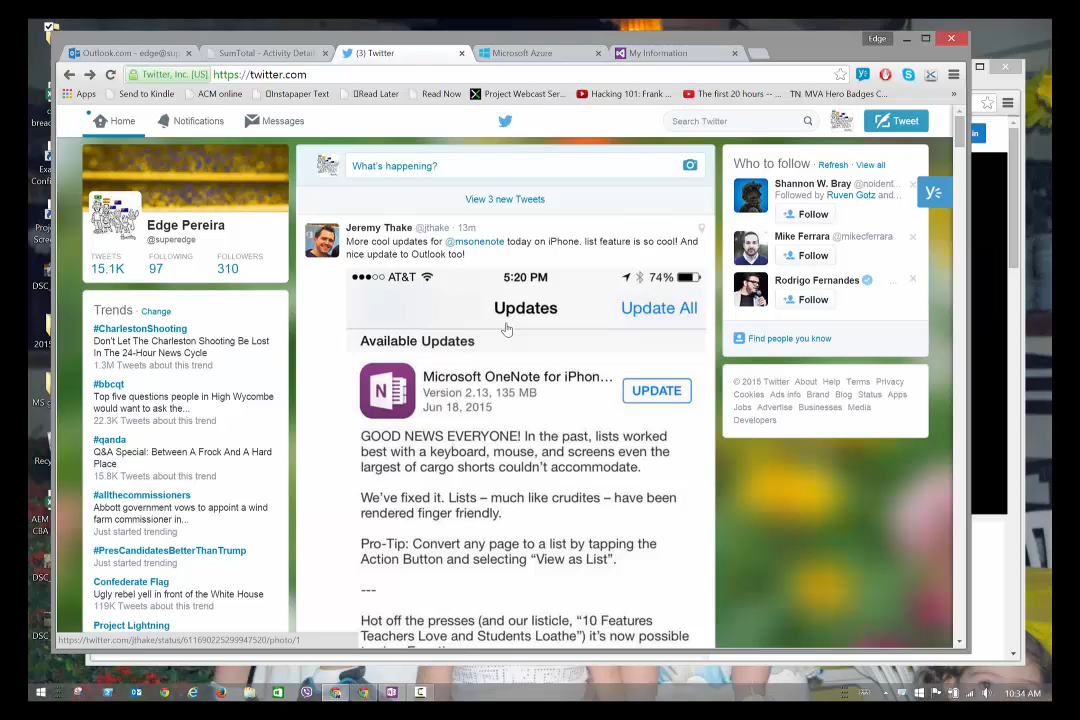 Edge
Outlook.com - edge@su
SumTotal - Activity Detail
(3) Twitter
Microsoft Azure
My Information
Twitter, Inc. [US] https://twitter.com
Apps
Send to Kindle
ACM online
Instapaper Text
Read Later
Read Now
Project Webcast Ser...
Hacking 101: Frank ...
The first 20 hours -- ...
TN MVA Hero Badges C...
»
Home
Notifications
Messages
Search Twitter
Tweet
Edge Pereira
@superedge
TWEETS FOLLOWING FOLLOWERS
15.1K 97 310
Trends · Change
#CharlestonShooting
Don't Let The Charleston Shooting Be Lost
In The 24-Hour News Cycle
1.3M Tweets about this trend
#bbcqt
Top five questions people in High Wycombe
would want to ask the...
22.3K Tweets about this trend
#qanda
Q&A Special: Between A Frock And A Hard
Place
15.8K Tweets about this trend
#allthecommissioners
Abbott government vows to appoint a wind
farm commissioner in...
Just started trending
#PresCandidatesBetterThanTrump
Just started trending
Confederate Flag
Ugly rebel yell in front of the White House
119K Tweets about this trend
Project Lightning
https://twitter.com/jthake/status/611690225299947520/photo/1
What's happening?
View 3 new Tweets
Jeremy Thake @jthake · 13m
More cool updates for @msonenote today on iPhone. list feature is so cool! And
nice update to Outlook too!
AT&T 5:20 PM 74%
Updates Update All
Available Updates
Microsoft OneNote for iPhon...
Version 2.13, 135 MB
Jun 18, 2015
UPDATE
GOOD NEWS EVERYONE! In the past, lists worked
best with a keyboard, mouse, and screens even the
largest of cargo shorts couldn't accommodate.
We've fixed it. Lists – much like crudites – have been
rendered finger friendly.
Pro-Tip: Convert any page to a list by tapping the
Action Button and selecting "View as List".
---
Hot off the presses (and our listicle, "10 Features
Teachers Love and Students Loathe") it's now possible
Who to follow · Refresh · View all
Shannon W. Bray @noident...
Followed by Ruven Gotz and...
Follow
Mike Ferrara @mikecferrara
Follow
Rodrigo Fernandes ...
Follow
Find people you know
© 2015 Twitter About Help Terms Privacy
Cookies Ads info Brand Blog Status Apps
Jobs Advertise Businesses Media
Developers
10:34 AM